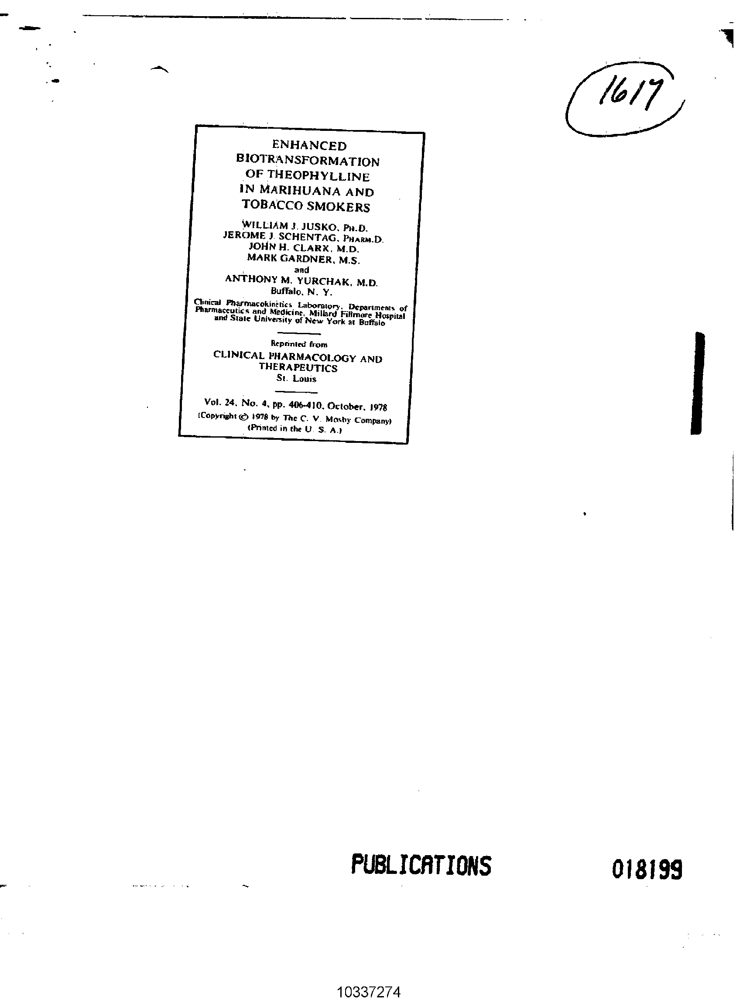 1617
ENHANCED
BIOTRANSFORMATION
OF THEOPHYLLINE
IN MARIHUANA AND
TOBACCO SMOKERS
WILLIAM J. JUSKO, PH.D.
JEROME J. SCHENTAG, PHARM.D.
JOHN H. CLARK, M.D.
MARK GARDNER, M.S.
and
ANTHONY M. YURCHAK, M.D.
Buffalo, N. Y.
Clinical Pharmacokinetics Laboratory, Departments of
Pharmaceutics and Medicine, Millard Fillmore Hospital
and State University of New York at Buffalo
Reprinted from
CLINICAL PHARMACOLOGY AND
THERAPEUTICS
St. Louis
Vol. 24, No. 4, pp. 406-410, October, 1978
(Copyright © 1978 by The C. V. Mosby Company)
(Printed in the U. S. A.)
PUBLICATIONS 018199
10337274